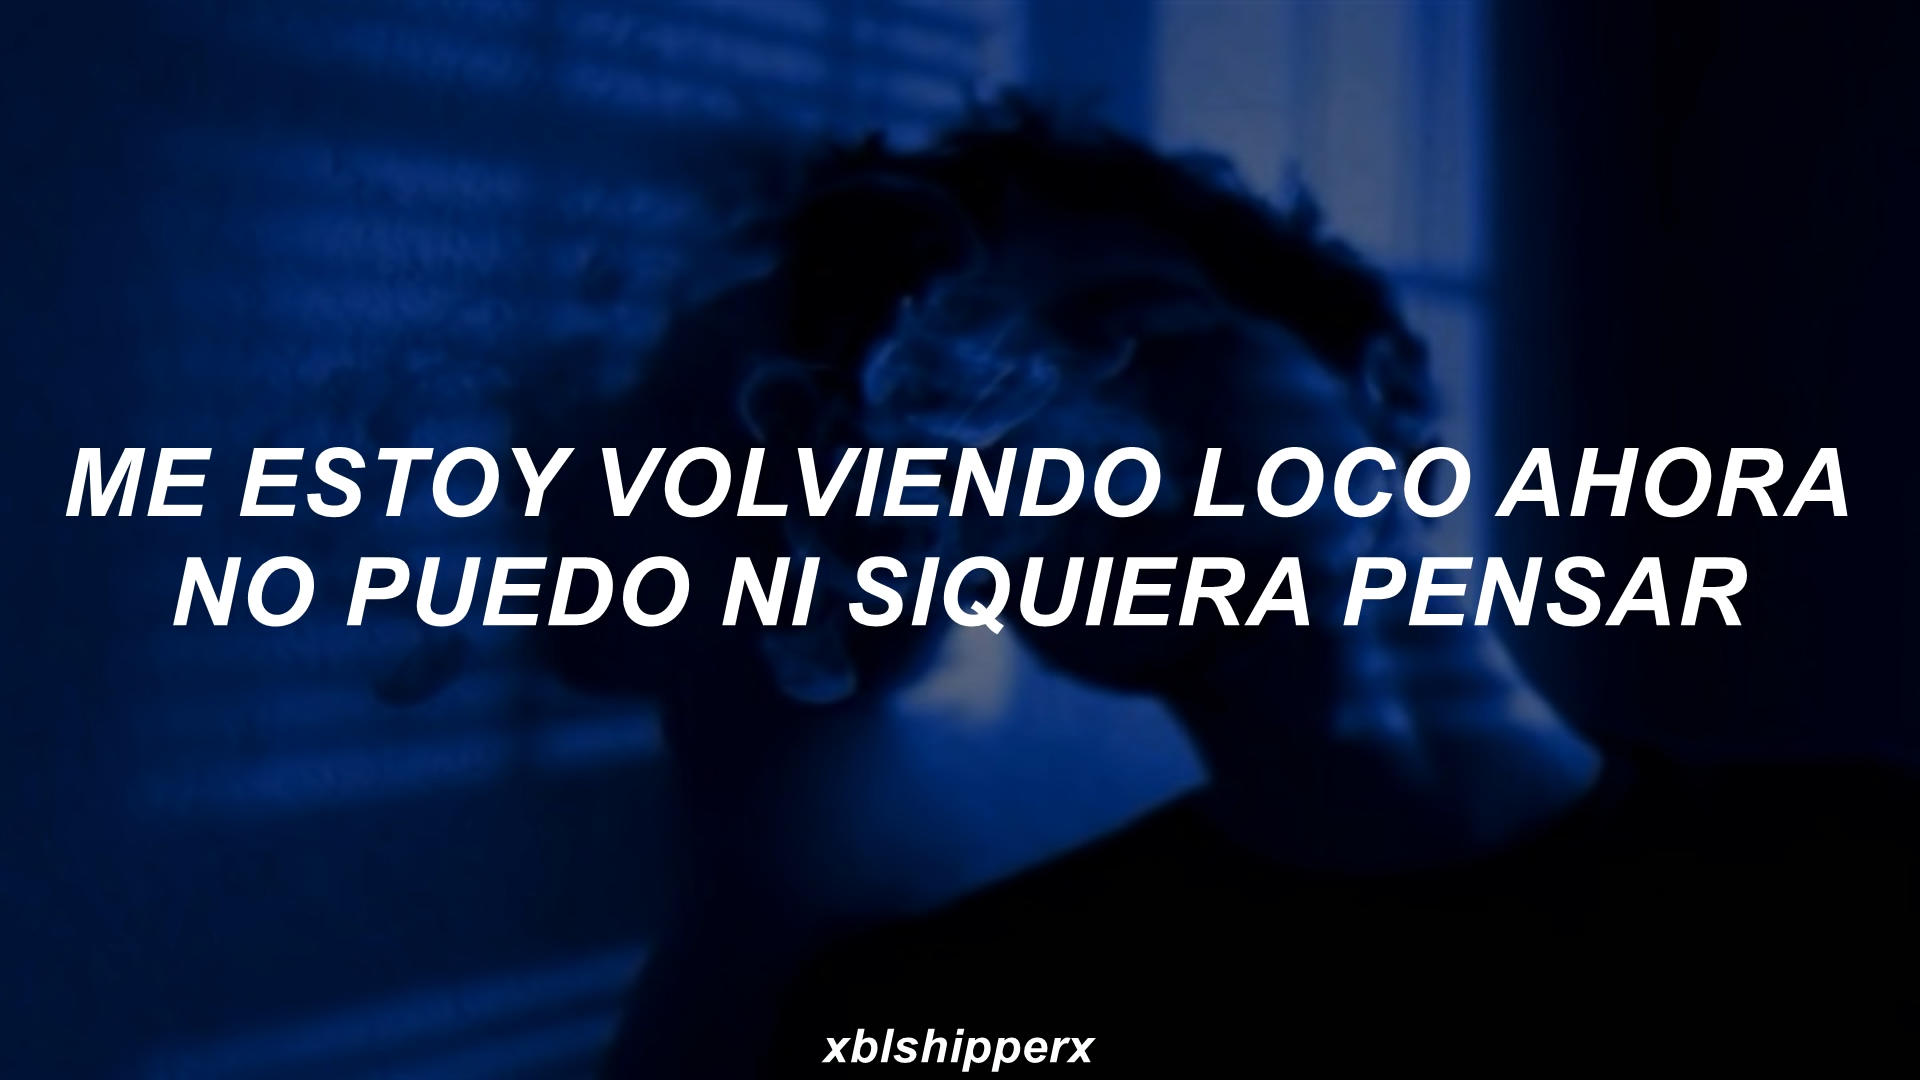 ME ESTOY VOLVIENDO LOCO AHORA
NO PUEDO NI SIQUIERA PENSAR
xblshipperx